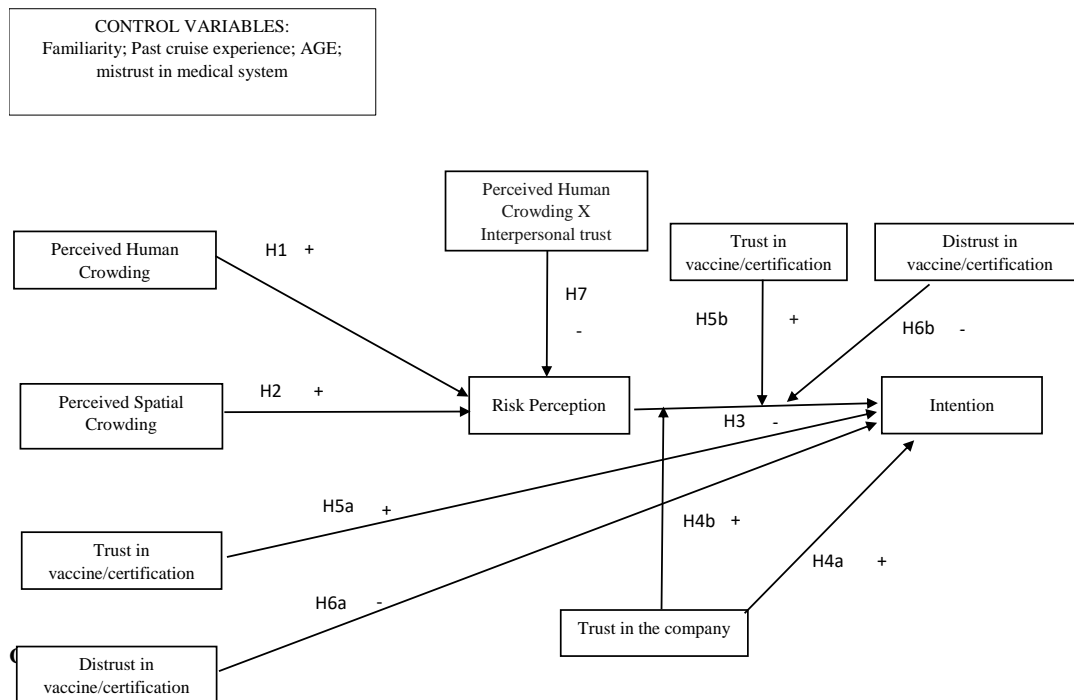 CONTROL VARIABLES:
Familiarity; Past cruise experience; AGE;
mistrust in medical system
Perceived Human
Crowding X
Interpersonal trust
Perceived Human
Crowding
H1 +
Trust in
vaccine/certification
Distrust in
vaccine/certification
H7
-
H5b +
H6b -
Perceived Spatial
Crowding
H2 +
Risk Perception
Intention
H3 -
H5a +
H4b +
Trust in
vaccine/certification
H4a +
H6a -
Trust in the company
Distrust in
vaccine/certification